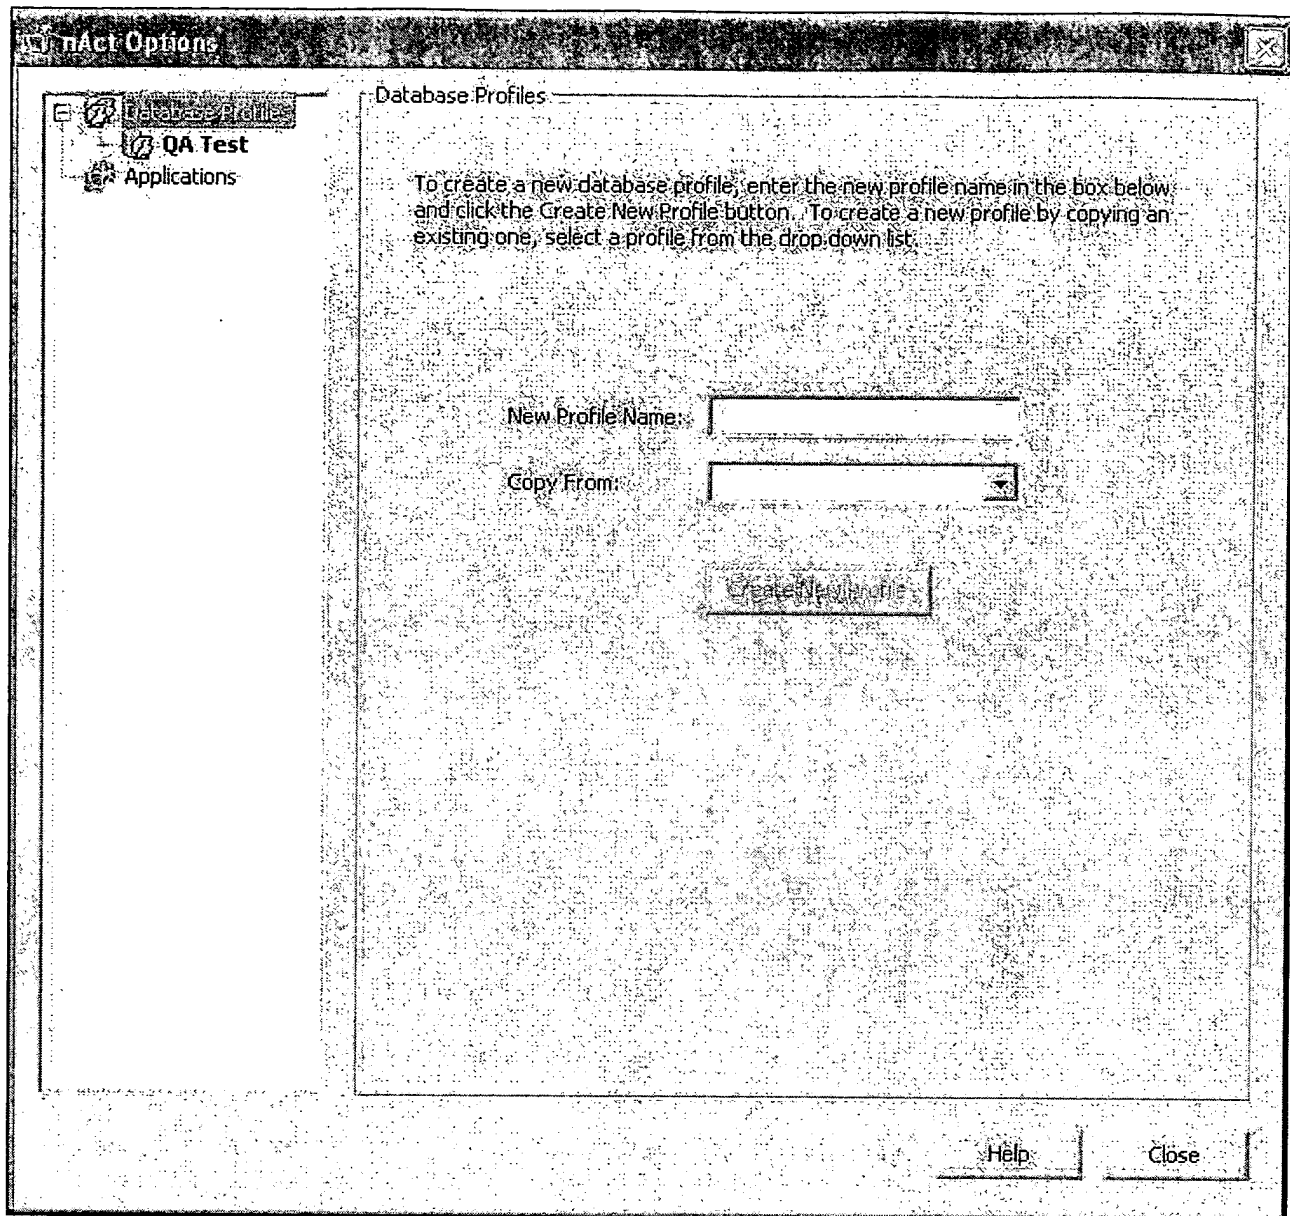 nAct Options
Database Profiles
QA Test
Applications
Database Profiles
To create a new database profile, enter the new profile name in the box below
and click the Create New Profile button. To create a new profile by copying an
existing one, select a profile from the drop down list.
New Profile Name:
Copy From:
Create New Profile
Help
Close